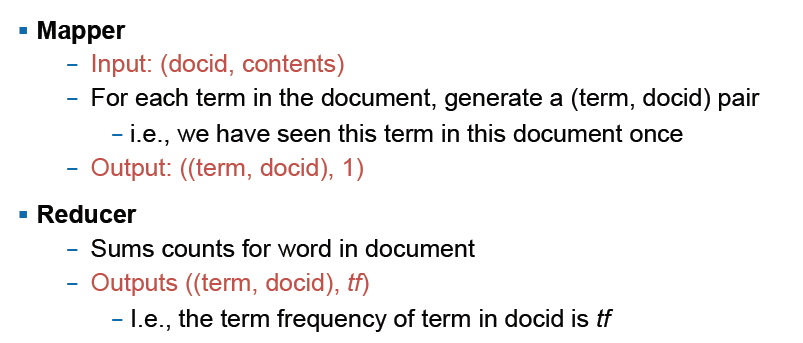 ▪ Mapper
– Input: (docid, contents)
– For each term in the document, generate a (term, docid) pair
– i.e., we have seen this term in this document once
– Output: ((term, docid), 1)
▪ Reducer
– Sums counts for word in document
– Outputs ((term, docid), tf)
– I.e., the term frequency of term in docid is tf